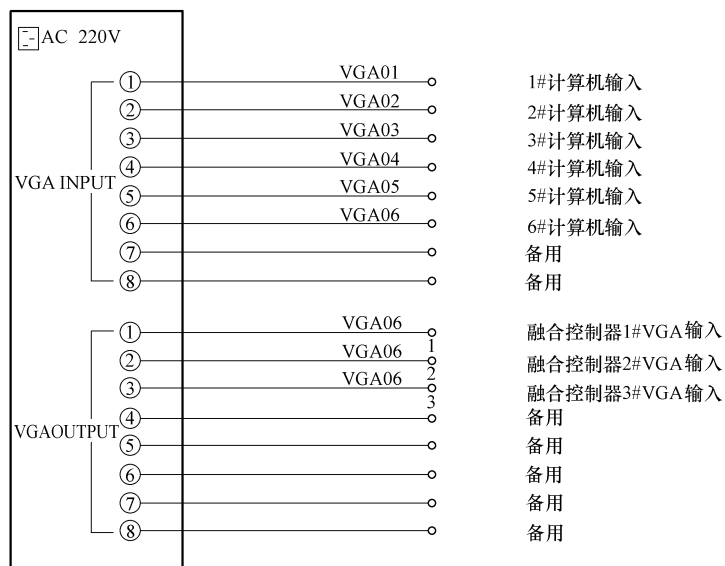 AC 220V
① VGA01 1#计算机输入
② VGA02 2#计算机输入
③ VGA03 3#计算机输入
④ VGA04 4#计算机输入
VGA INPUT
⑤ VGA05 5#计算机输入
⑥ VGA06 6#计算机输入
⑦ 备用
⑧ 备用
① VGA06 融合控制器1#VGA输入
1
② VGA06 融合控制器2#VGA输入
2
③ VGA06 融合控制器3#VGA输入
3
④ 备用
VGAOUTPUT
⑤ 备用
⑥ 备用
⑦ 备用
⑧ 备用